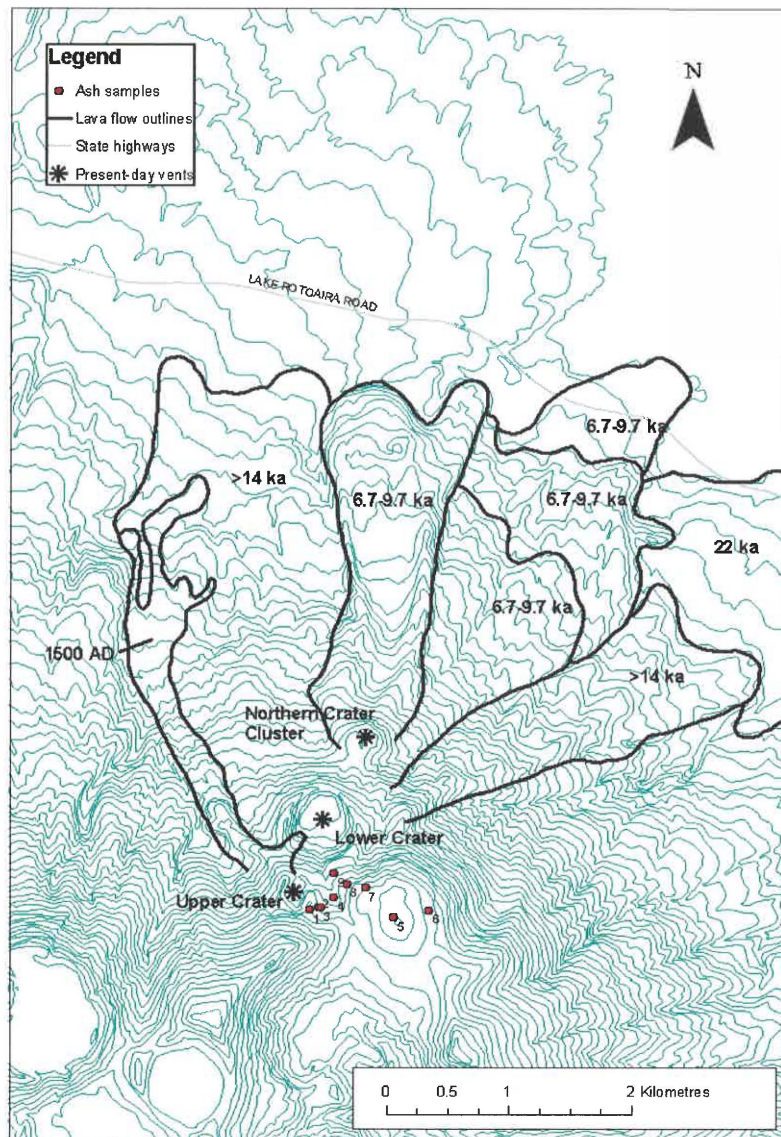 Legend
Ash samples
Lava flow outlines
State highways
Present-day vents
N
LAKE ROTOAIRA ROAD
6.7-9.7 ka
>14 ka
6.7-9.7 ka
6.7-9.7 ka
22 ka
6.7-9.7 ka
1500 AD
>14 ka
Northern Crater
Cluster
Lower Crater
Upper Crater
9
8
7
4
1
3
5
6
0 0.5 1 2 Kilometres